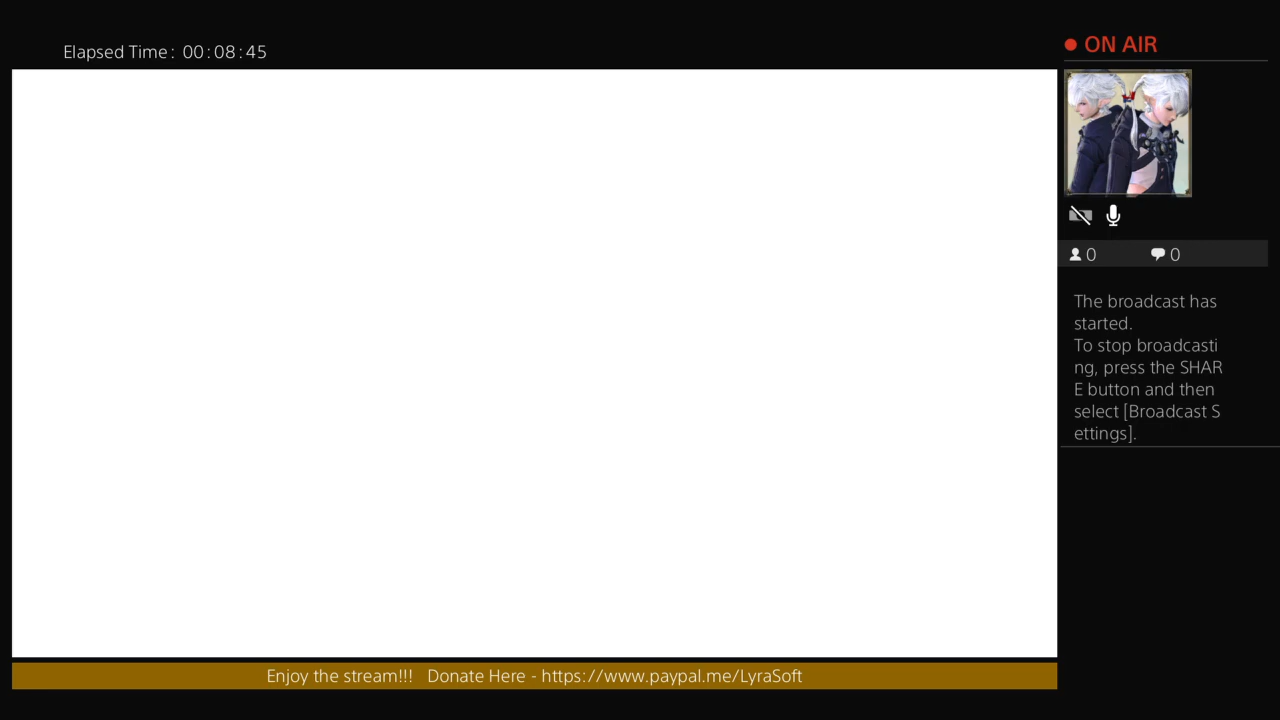 Elapsed Time: 00:08:45
ON AIR
0 0
The broadcast has
started.
To stop broadcasti
ng, press the SHAR
E button and then
select [Broadcast S
ettings].
Enjoy the stream!!! Donate Here - https://www.paypal.me/LyraSoft